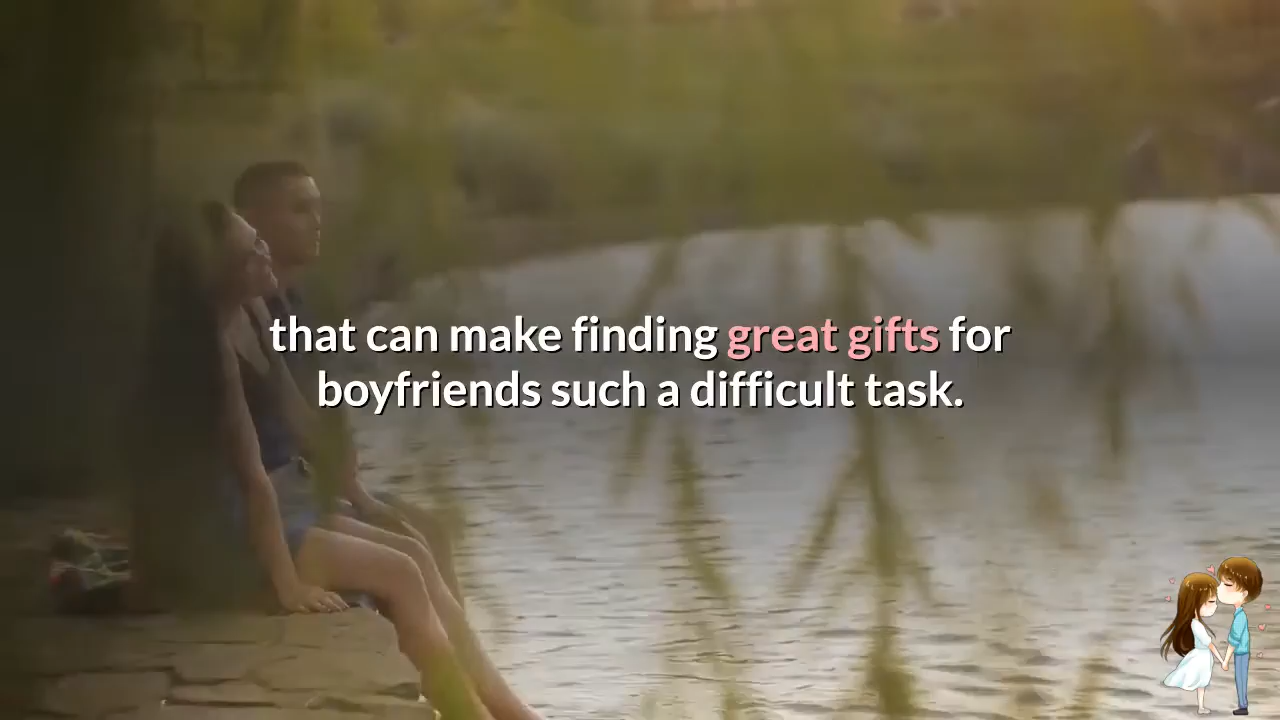 that can make finding great gifts for
boyfriends such a difficult task.